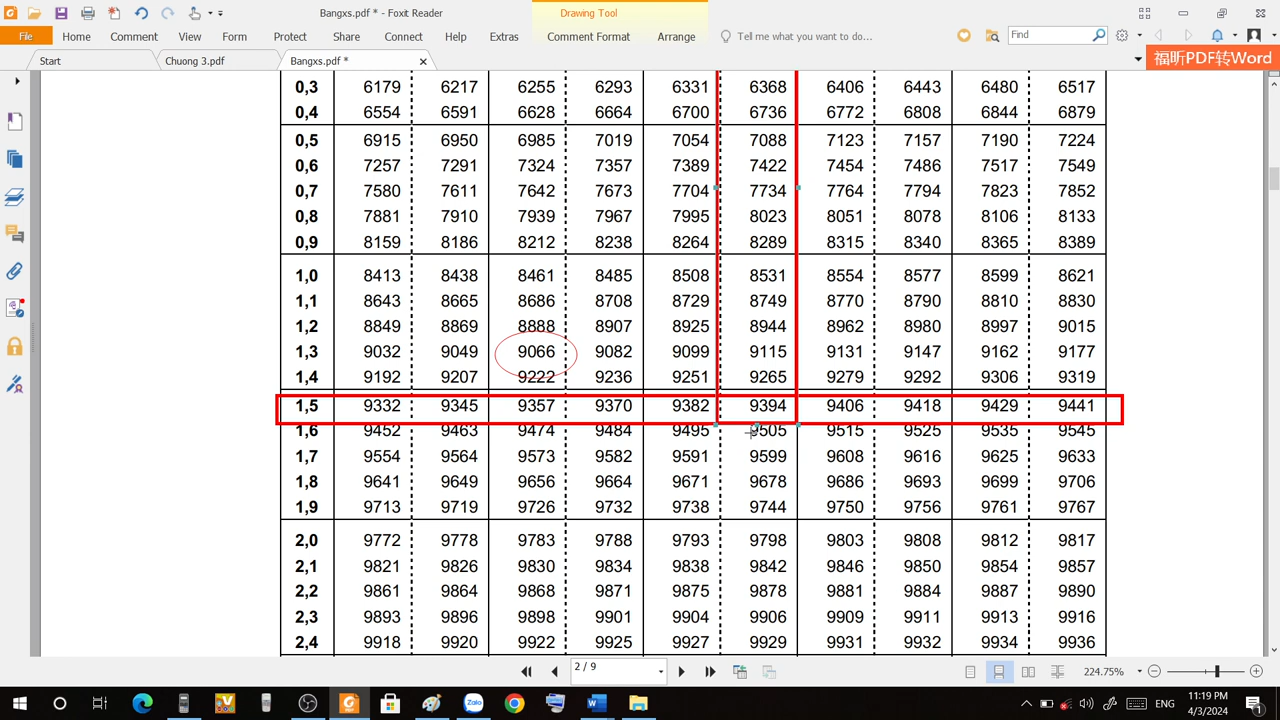 Bangxs.pdf * - Foxit Reader
Drawing Tool
File Home Comment View Form Protect Share Connect Help Extras Comment Format Arrange Tell me what you want to do... Find
Start Chuong 3.pdf Bangxs.pdf *
福昕PDF转Word
0,3 6179 6217 6255 6293 6331 6368 6406 6443 6480 6517
0,4 6554 6591 6628 6664 6700 6736 6772 6808 6844 6879
0,5 6915 6950 6985 7019 7054 7088 7123 7157 7190 7224
0,6 7257 7291 7324 7357 7389 7422 7454 7486 7517 7549
0,7 7580 7611 7642 7673 7704 7734 7764 7794 7823 7852
0,8 7881 7910 7939 7967 7995 8023 8051 8078 8106 8133
0,9 8159 8186 8212 8238 8264 8289 8315 8340 8365 8389
1,0 8413 8438 8461 8485 8508 8531 8554 8577 8599 8621
1,1 8643 8665 8686 8708 8729 8749 8770 8790 8810 8830
1,2 8849 8869 8888 8907 8925 8944 8962 8980 8997 9015
1,3 9032 9049 9066 9082 9099 9115 9131 9147 9162 9177
1,4 9192 9207 9222 9236 9251 9265 9279 9292 9306 9319
1,5 9332 9345 9357 9370 9382 9394 9406 9418 9429 9441
1,6 9452 9463 9474 9484 9495 9505 9515 9525 9535 9545
1,7 9554 9564 9573 9582 9591 9599 9608 9616 9625 9633
1,8 9641 9649 9656 9664 9671 9678 9686 9693 9699 9706
1,9 9713 9719 9726 9732 9738 9744 9750 9756 9761 9767
2,0 9772 9778 9783 9788 9793 9798 9803 9808 9812 9817
2,1 9821 9826 9830 9834 9838 9842 9846 9850 9854 9857
2,2 9861 9864 9868 9871 9875 9878 9881 9884 9887 9890
2,3 9893 9896 9898 9901 9904 9906 9909 9911 9913 9916
2,4 9918 9920 9922 9925 9927 9929 9931 9932 9934 9936
2 / 9
224.75%
Zalo
ENG
11:19 PM
4/3/2024